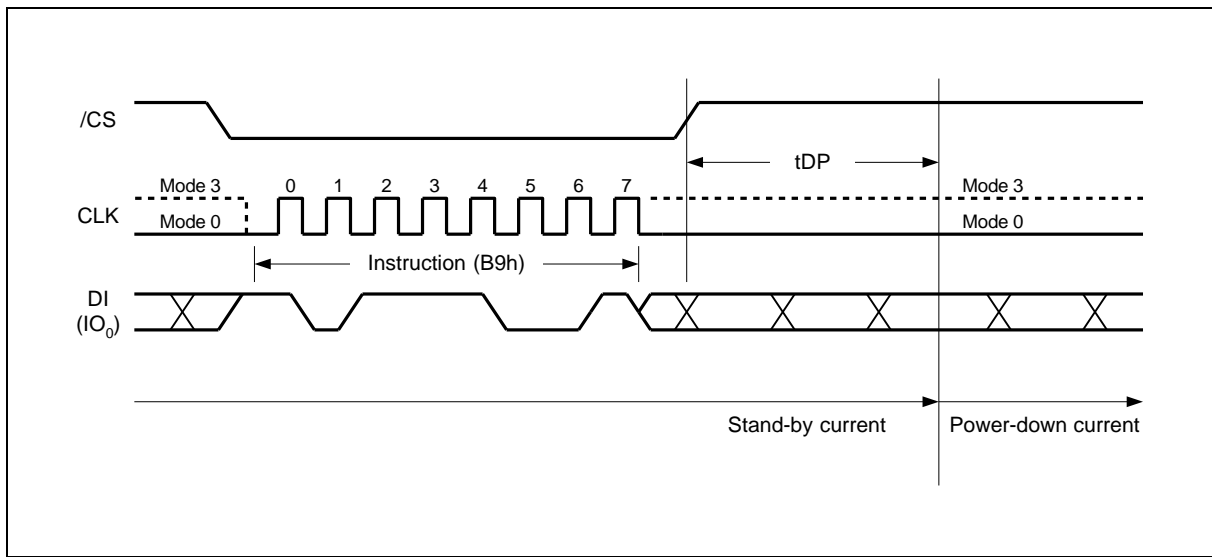 /CS
tDP
Mode 3
0 1 2 3 4 5 6 7
Mode 3
CLK
Mode 0
Mode 0
Instruction (B9h)
DI
(IO₀)
Stand-by current
Power-down current